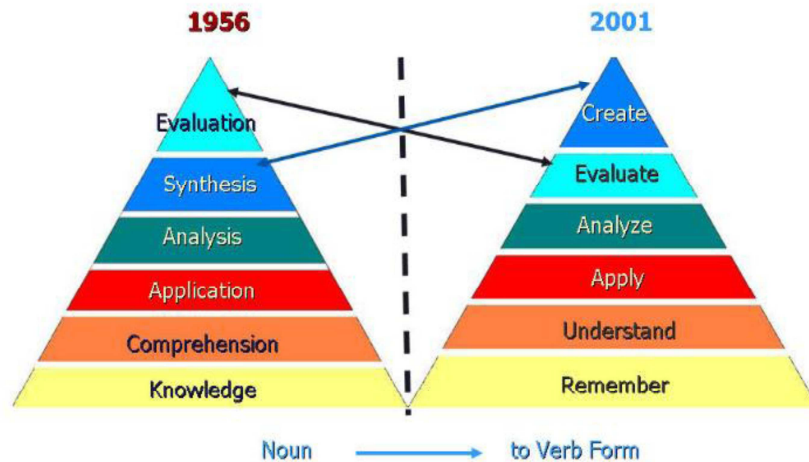 1956
Evaluation
Synthesis
Analysis
Application
Comprehension
Knowledge
2001
Create
Evaluate
Analyze
Apply
Understand
Remember
Noun to Verb Form